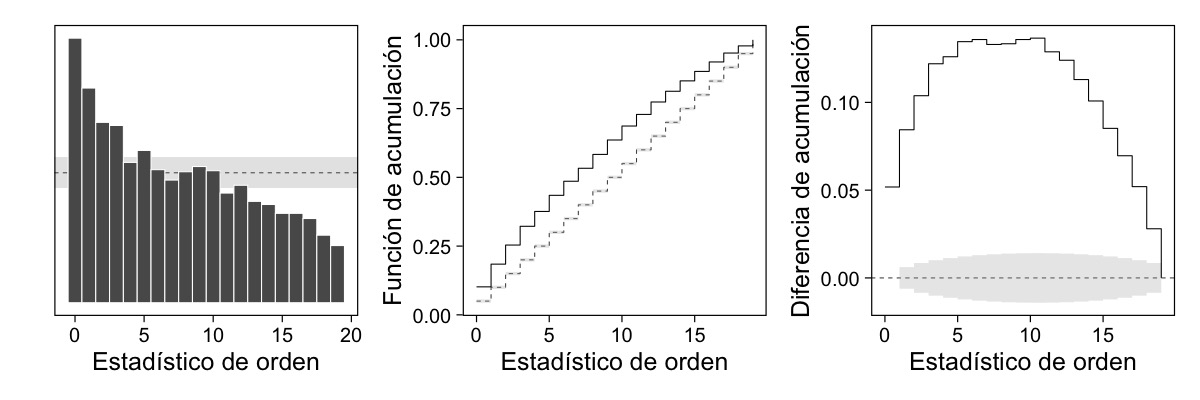 0 5 10 15 20
Estadístico de orden
Función de acumulación
1.00
0.75
0.50
0.25
0.00
0 5 10 15
Estadístico de orden
Diferencia de acumulación
0.10
0.05
0.00
0 5 10 15
Estadístico de orden